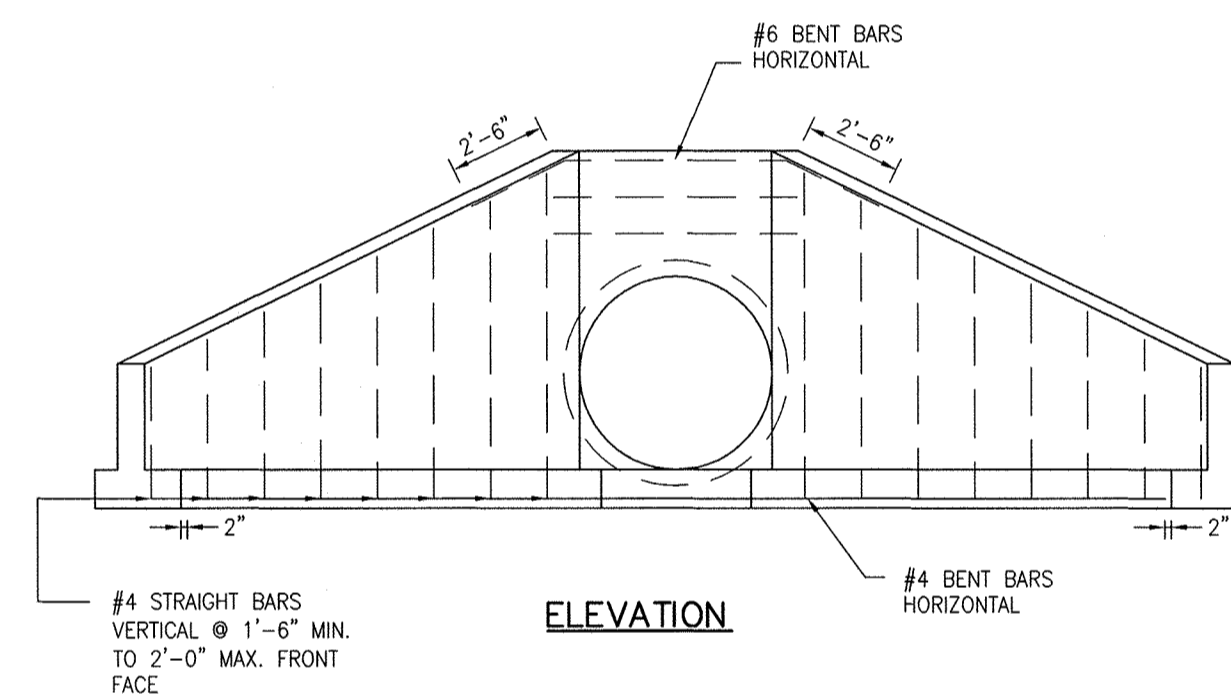 #6 BENT BARS
HORIZONTAL
2'-6"
2'-6"
2"
2"
#4 STRAIGHT BARS
VERTICAL @ 1'-6" MIN.
TO 2'-0" MAX. FRONT
FACE
#4 BENT BARS
HORIZONTAL
ELEVATION